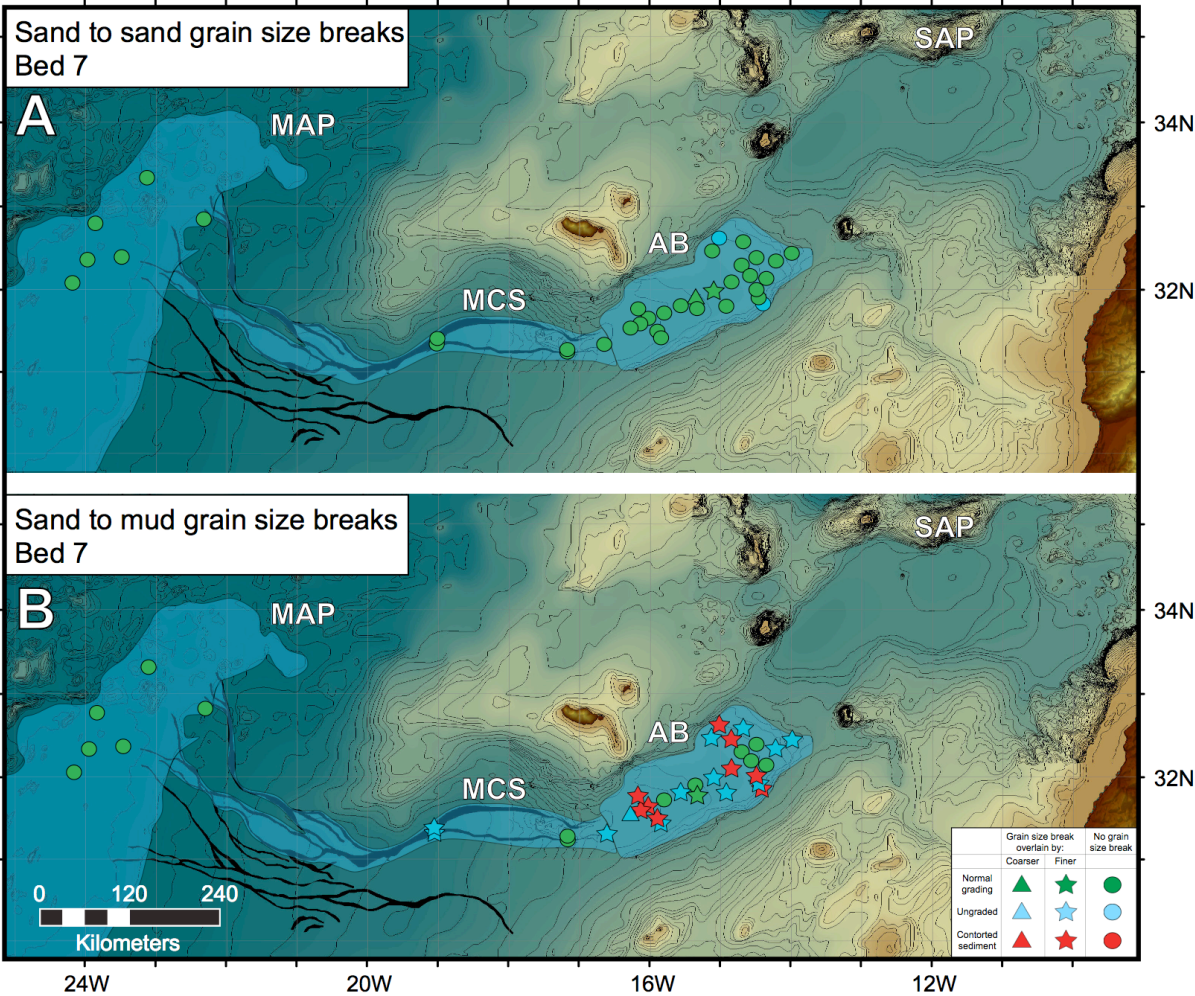 Sand to sand grain size breaks
Bed 7
SAP
A
MAP
34N
AB
32N
MCS
Sand to mud grain size breaks
Bed 7
SAP
B
MAP
34N
AB
32N
MCS
Grain size break
overlain by:
No grain
size break
Coarser
Finer
Normal
grading
Ungraded
Contorted
sediment
0 120 240
Kilometers
24W 20W 16W 12W